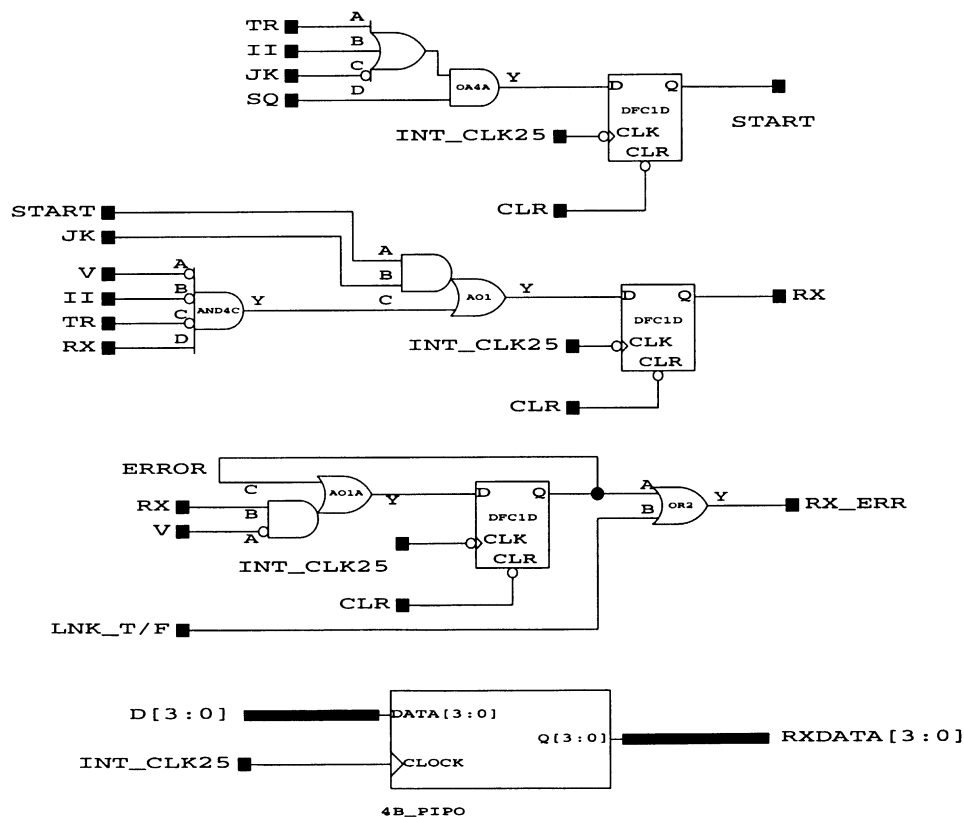 TR A
II B
JK C
SQ D
OA4A Y
D Q
DFC1D
START
INT_CLK25 CLK
CLR
CLR
START
JK
A
B
C
V A
II B
TR C
RX D
AND4C Y
AO1 Y
D Q
DFC1D
RX
INT_CLK25 CLK
CLR
CLR
ERROR
C
RX B
V A
AO1A Y
D Q
DFC1D
CLK
INT_CLK25
CLR
CLR
A
B
OR2 Y
RX_ERR
LNK_T/F
D[3:0] DATA[3:0]
Q[3:0] RXDATA[3:0]
INT_CLK25 CLOCK
4B_PIPO